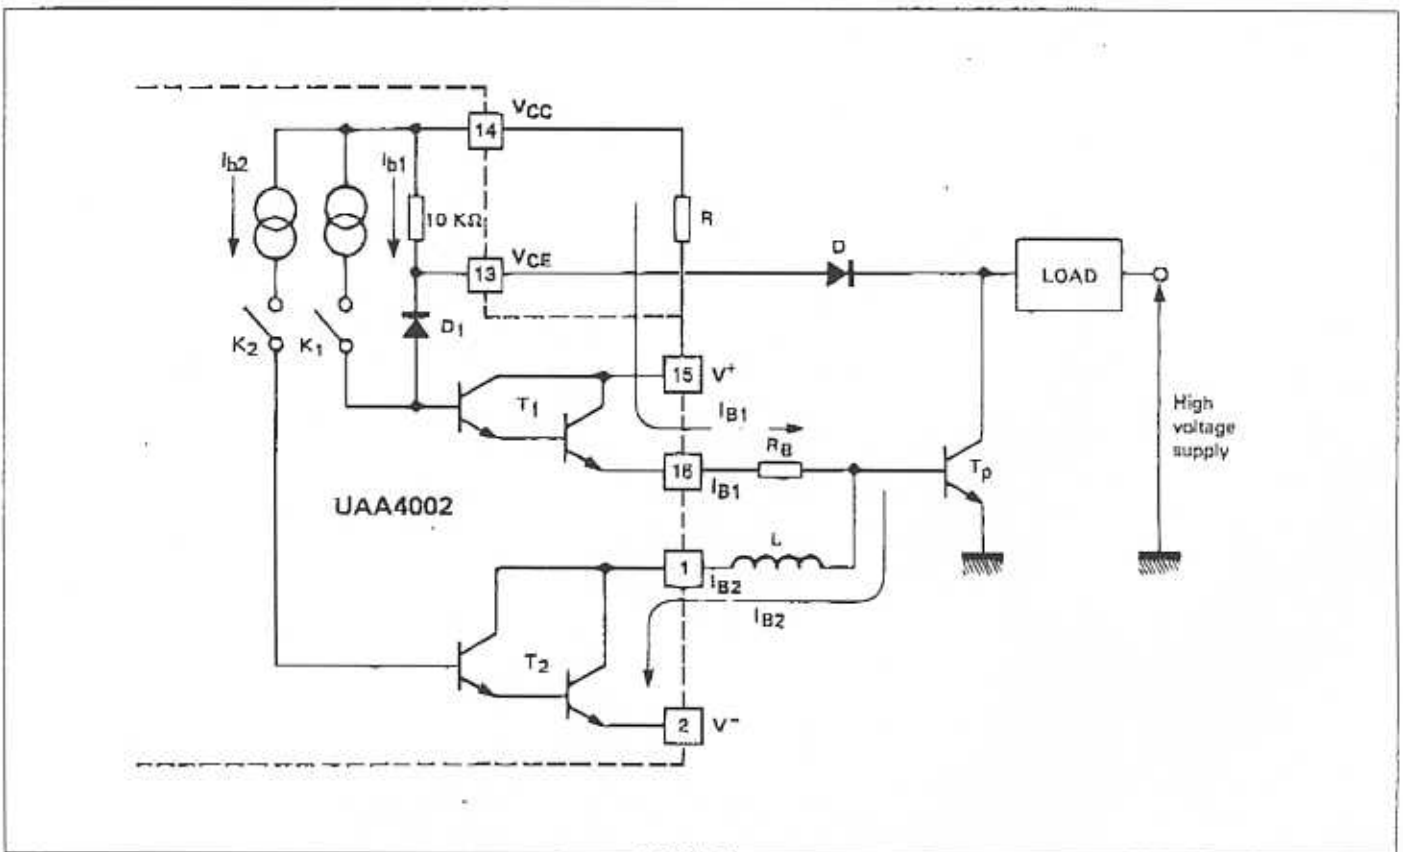 VCC
14
Ib2
Ib1
10 KΩ
R
VCE
13
D
LOAD
D1
K2
K1
15
V+
T1
IB1
High
voltage
supply
RB
16
IB1
Tp
UAA4002
L
1
IB2
IB2
T2
2
V-